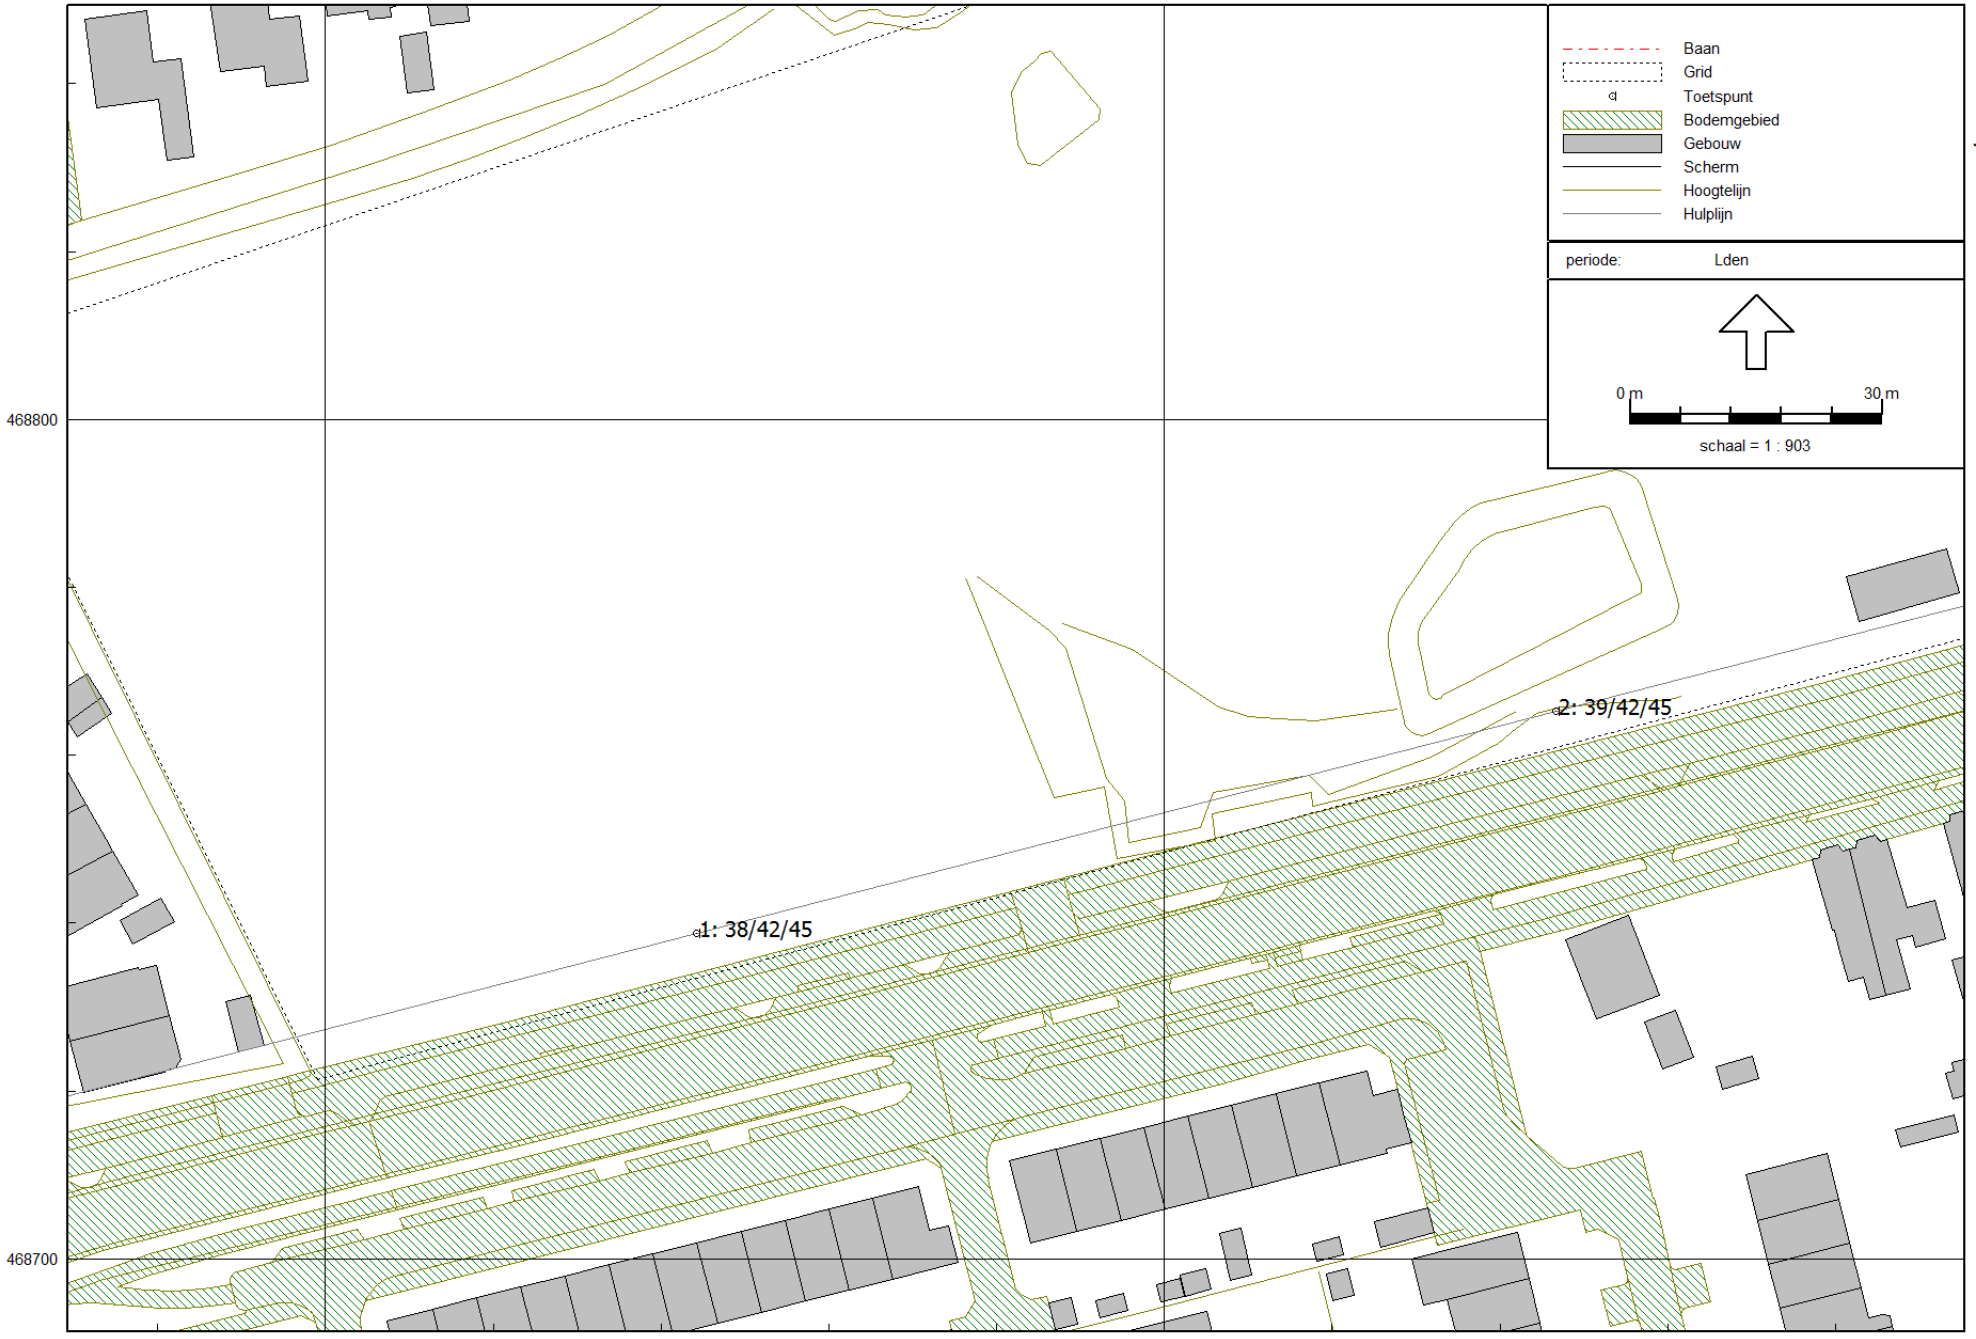 Baan
Grid
Toetspunt
Bodemgebied
Gebouw
Scherm
Hoogtelijn
Hulplijn
periode: Lden
0 m 30 m
schaal = 1 : 903
468800
2: 39/42/45
1: 38/42/45
468700